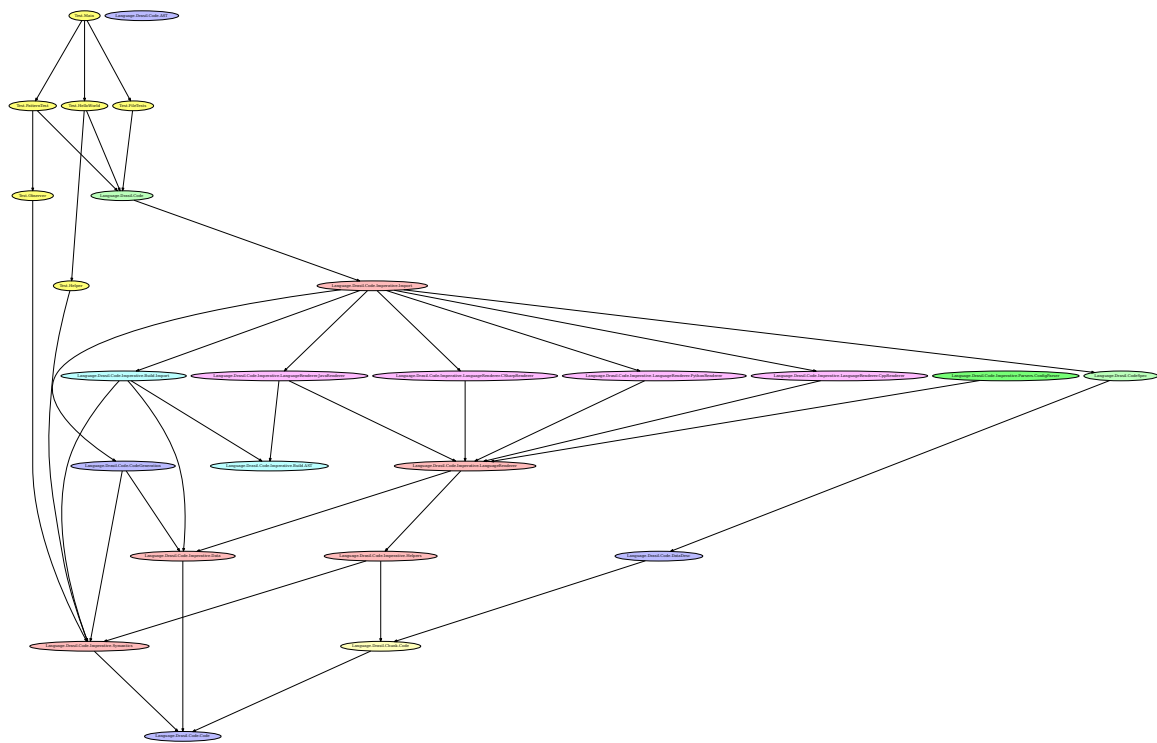 Test.Main
Language.Drasil.Code.AST
Test.PatternTest
Test.HelloWorld
Test.FileTests
Test.Observer
Language.Drasil.Code
Test.Helper
Language.Drasil.Code.Imperative.Import
Language.Drasil.Code.Imperative.Build.Import
Language.Drasil.Code.Imperative.LanguageRenderer.JavaRenderer
Language.Drasil.Code.Imperative.LanguageRenderer.CSharpRenderer
Language.Drasil.Code.Imperative.LanguageRenderer.PythonRenderer
Language.Drasil.Code.Imperative.LanguageRenderer.CppRenderer
Language.Drasil.Code.Imperative.Parsers.ConfigParser
Language.Drasil.CodeSpec
Language.Drasil.Code.CodeGeneration
Language.Drasil.Code.Imperative.Build.AST
Language.Drasil.Code.Imperative.LanguageRenderer
Language.Drasil.Code.Imperative.Data
Language.Drasil.Code.Imperative.Helpers
Language.Drasil.Code.DataDesc
Language.Drasil.Code.Imperative.Symantics
Language.Drasil.Chunk.Code
Language.Drasil.Code.Code